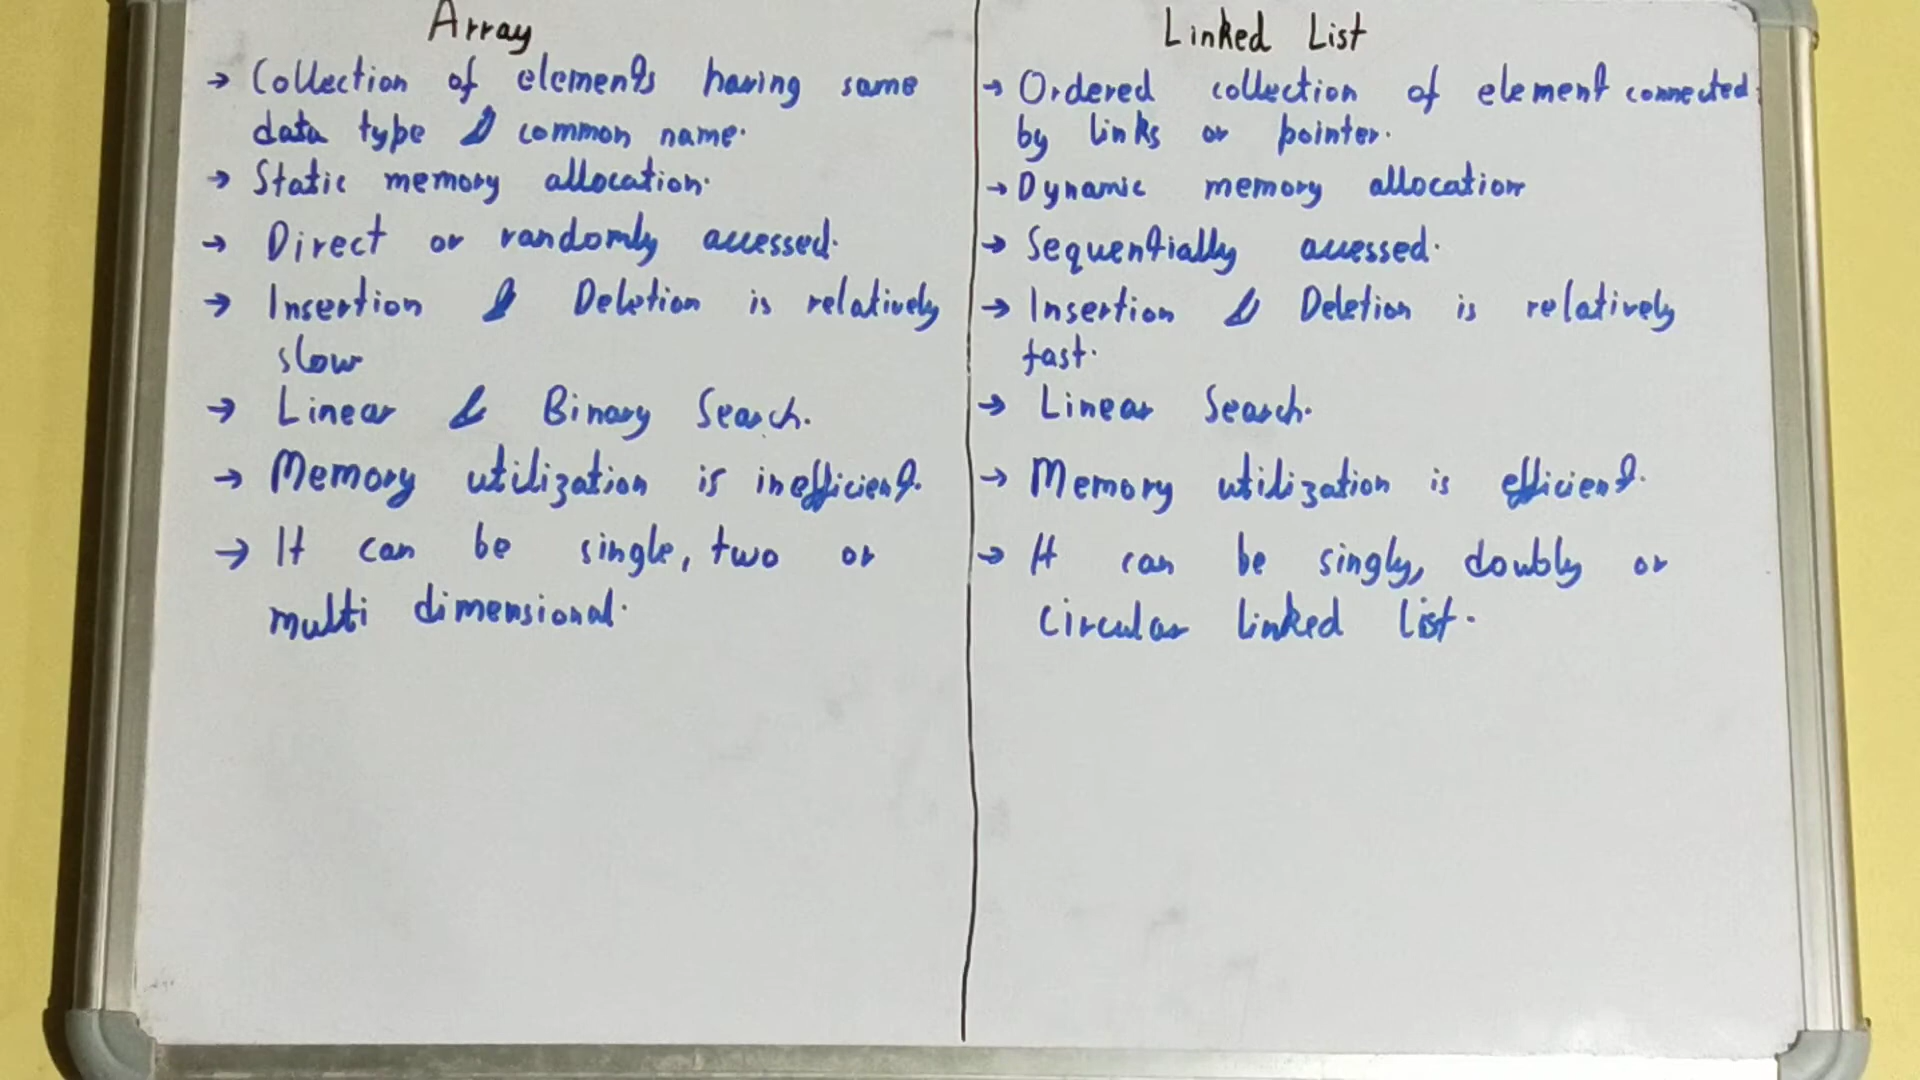 Array
→ Collection of elements having same
data type & common name.
→ Static memory allocation.
→ Direct or randomly accessed.
→ Insertion & Deletion is relatively
slow
→ Linear & Binary Search.
→ Memory utilization is inefficient.
→ It can be single, two or
multi dimensional.
Linked List
→ Ordered collection of element connected
by links or pointer.
→ Dynamic memory allocation
→ Sequentially accessed.
→ Insertion & Deletion is relatively
fast.
→ Linear Search.
→ Memory utilization is efficient.
→ It can be singly, doubly or
circular linked list.